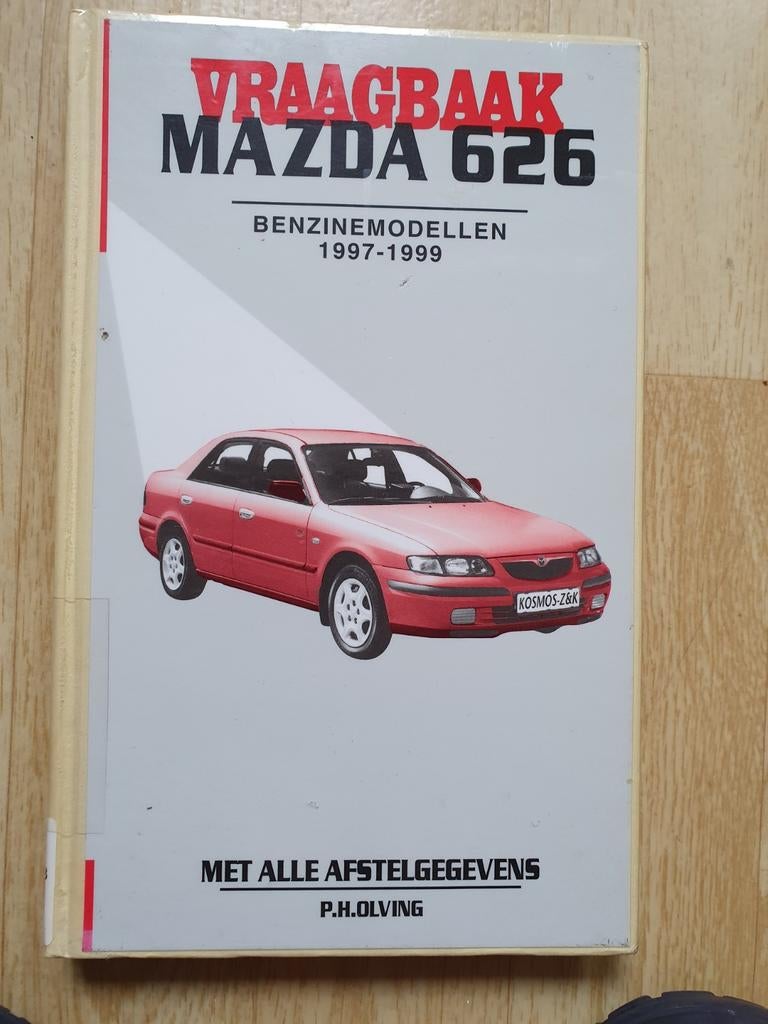 VRAAGBAAK
MAZDA 626
BENZINEMODELLEN
1997-1999
KOSMOS-Z&K
MET ALLE AFSTELGEGEVENS
P.H.OLVING